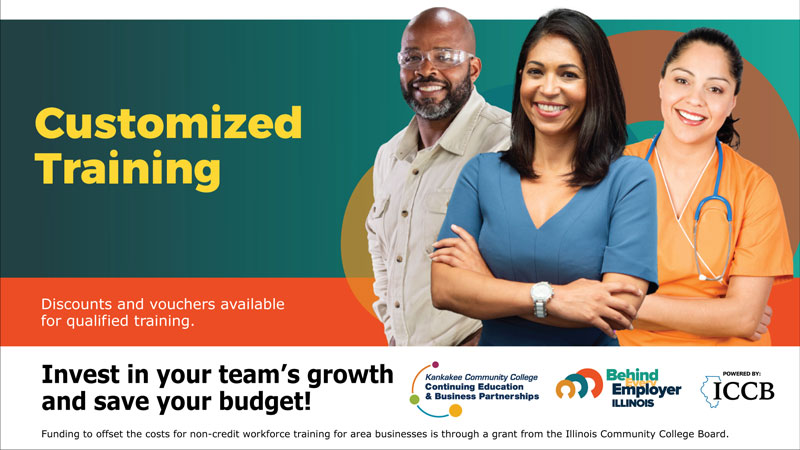 Customized
Training
Discounts and vouchers available
for qualified training.
Invest in your team's growth
and save your budget!
Kankakee Community College
Continuing Education
& Business Partnerships
Behind
Every
Employer
ILLINOIS
POWERED BY:
ICCB
Funding to offset the costs for non-credit workforce training for area businesses is through a grant from the Illinois Community College Board.